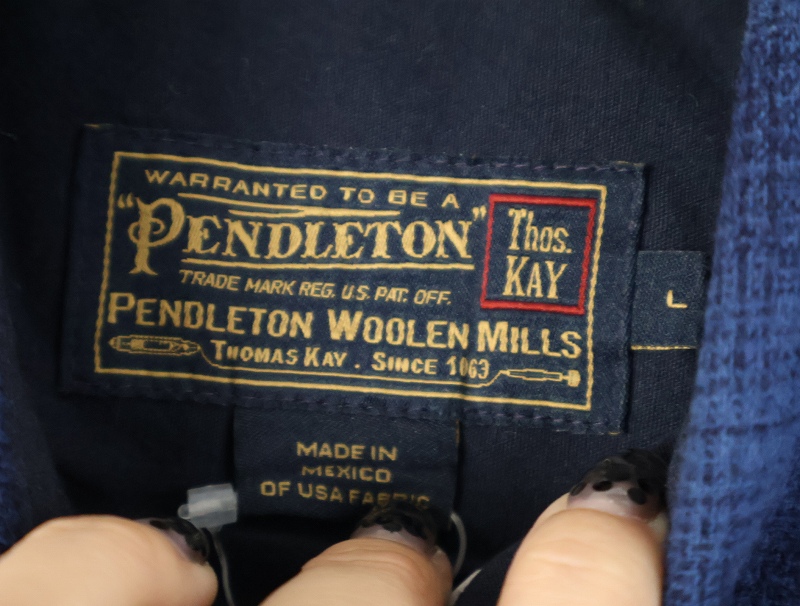 WARRANTED TO BE A
"PENDLETON"
Thos.
KAY
TRADE MARK REG. U.S. PAT. OFF.
PENDLETON WOOLEN MILLS
THOMAS KAY . SINCE 1063
L
MADE IN
MEXICO
OF USA FABRIC